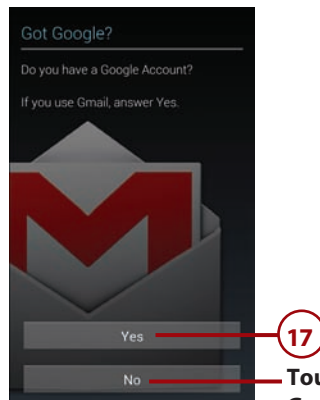 Got Google?
Do you have a Google Account?
If you use Gmail, answer Yes.
Yes
17
No